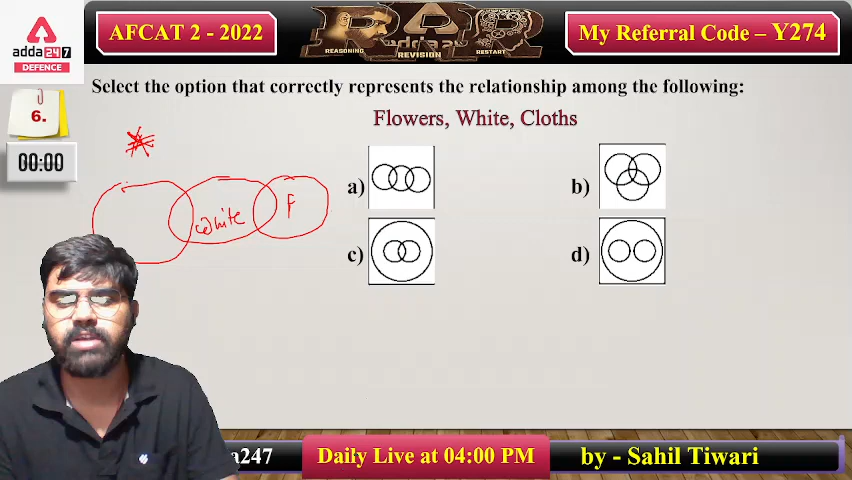 AFCAT 2 - 2022
adda247
DEFENCE
REASONING
REVISION
RESTART
My Referral Code – Y274
Select the option that correctly represents the relationship among the following:
6.
Flowers, White, Cloths
00:00
a)
b)
white
F
c)
d)
a247
Daily Live at 04:00 PM
by - Sahil Tiwari